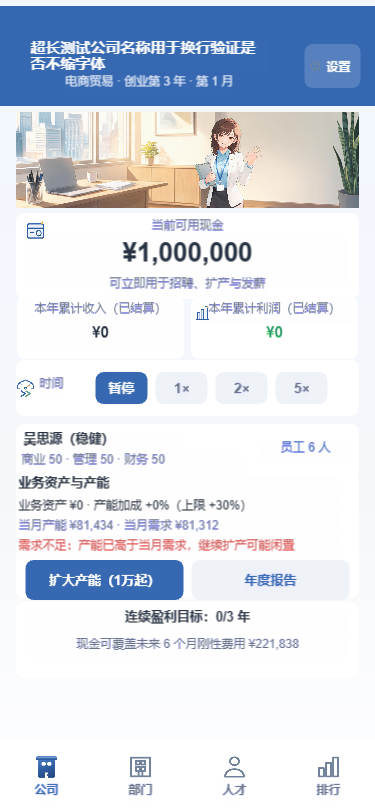 超长测试公司名称用于换行验证是
否不缩字体
电商贸易 · 创业第 3 年 · 第 1 月
设置
当前可用现金
¥1,000,000
可立即用于招聘、扩产与发薪
本年累计收入（已结算）
¥0
本年累计利润（已结算）
¥0
时间
暂停
1×
2×
5×
吴思源（稳健）
商业 50 · 管理 50 · 财务 50
员工 6 人
业务资产与产能
业务资产 ¥0 · 产能加成 +0%（上限 +30%）
当月产能 ¥81,434 · 当月需求 ¥81,312
需求不足：产能已高于当月需求，继续扩产可能闲置
扩大产能（1万起）
年度报告
连续盈利目标：0/3 年
现金可覆盖未来 6 个月刚性费用 ¥221,838
公司
部门
人才
排行